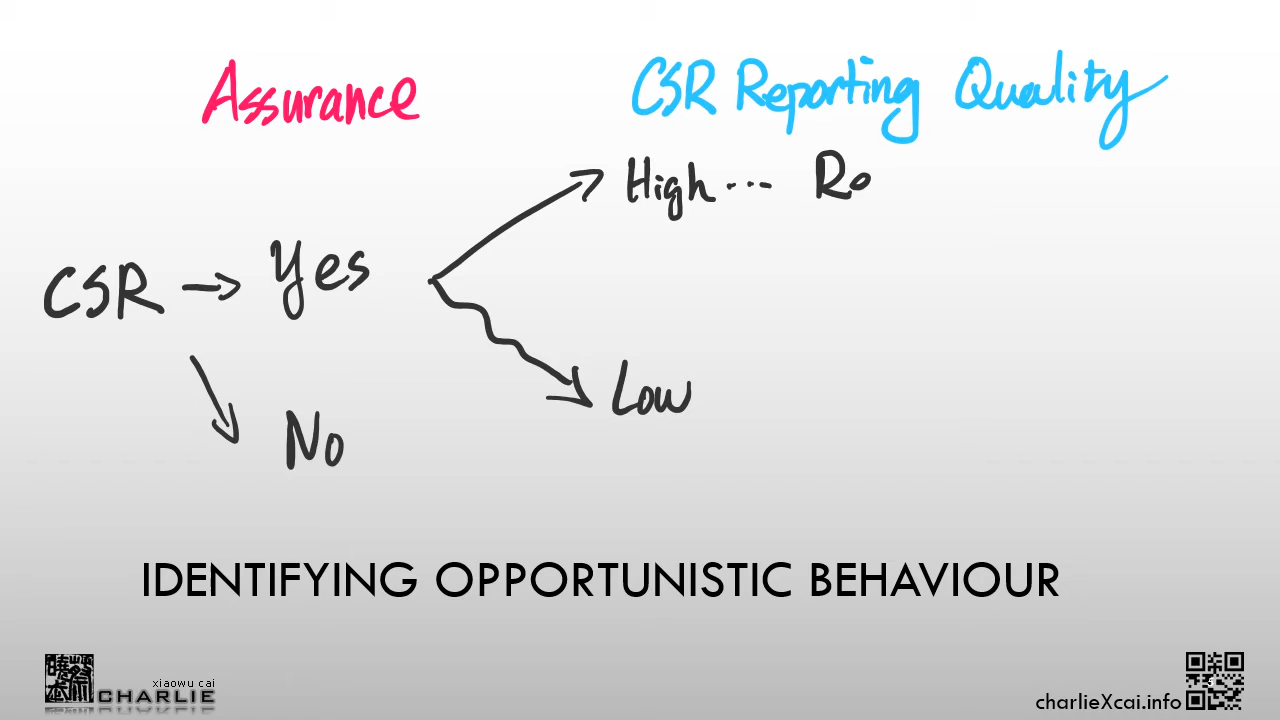 Assurance
CSR Reporting Quality
High ... Ro
CSR → Yes
Low
No
IDENTIFYING OPPORTUNISTIC BEHAVIOUR
xiaowu cai
CHARLIE
charlieXcai.info